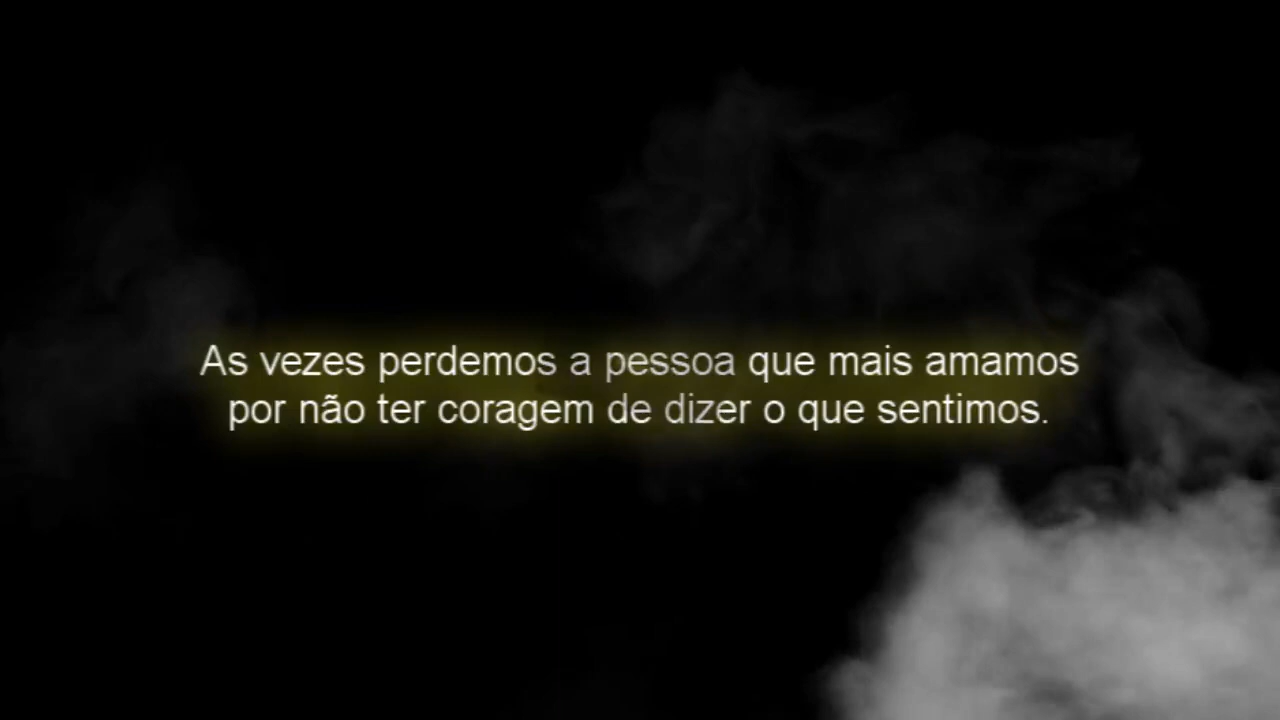 As vezes perdemos a pessoa que mais amamos
por não ter coragem de dizer o que sentimos.